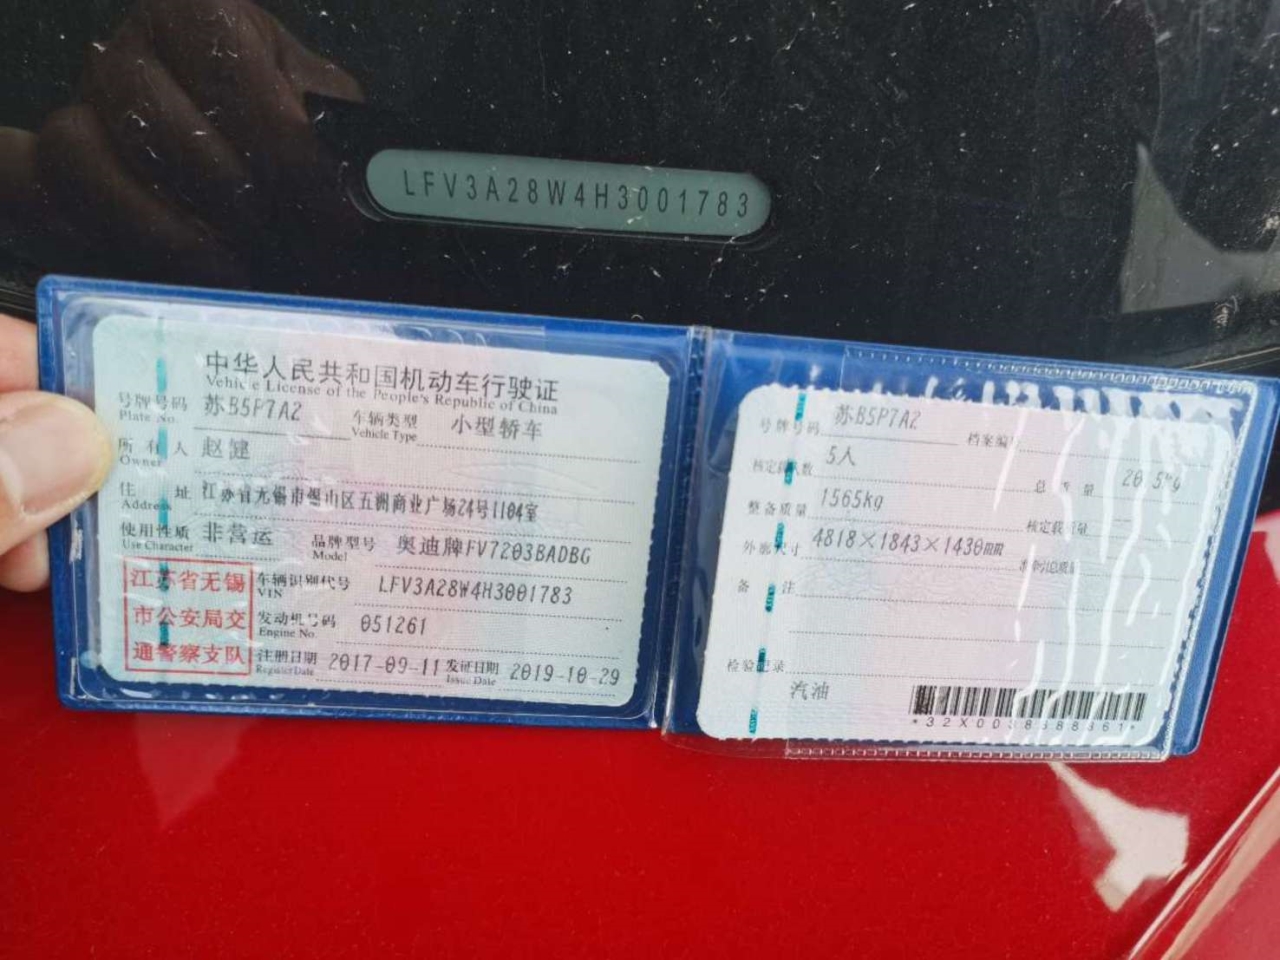 LFV3A28W4H3001783
中华人民共和国机动车行驶证
Vehicle License of the People's Republic of China
号牌号码 苏B5P7A2 车辆类型 小型轿车
Plate No. Vehicle Type
所有人 赵健
Owner
住址 江苏省无锡市锡山区五洲商业广场24号1104室
Address
使用性质 非营运 品牌型号 奥迪牌FV7203BADBG
Use Character Model
江苏省无锡
市公安局交
通警察支队
车辆识别代号 LFV3A28W4H3001783
VIN
发动机号码 051261
Engine No.
注册日期 2017-09-11 发证日期 2019-10-29
Register Date Issue Date
号牌号码 苏B5P7A2 档案编号
核定载人数 5人 总质量
整备质量 1565kg 核定载质量
外廓尺寸 4818×1843×1430mm 准牵引总质量
备注
检验记录
汽油